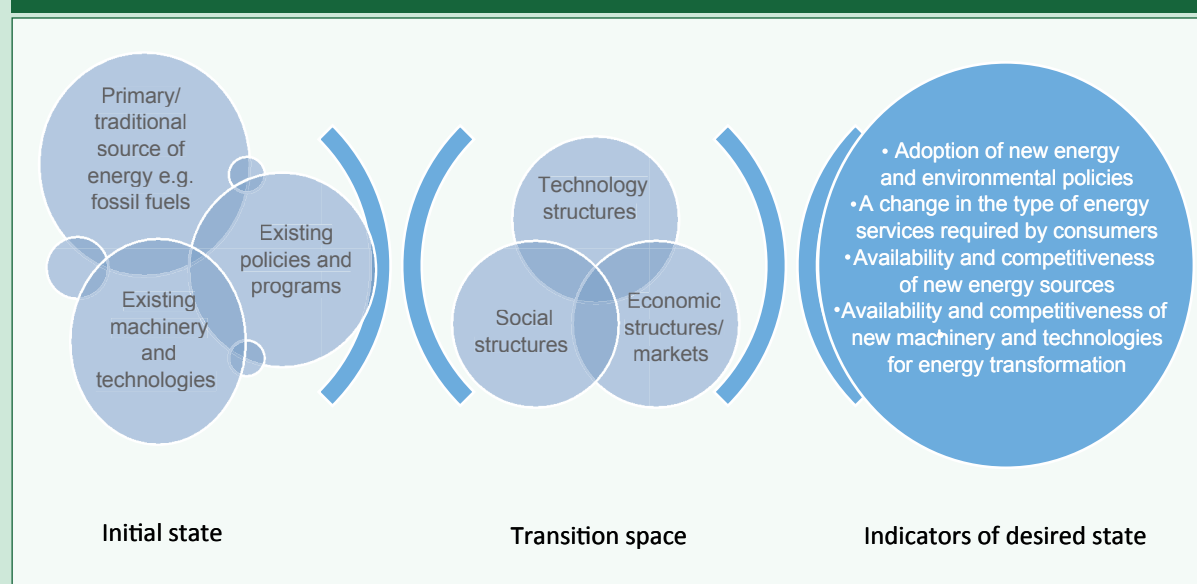 Primary/
traditional
source of
energy e.g.
fossil fuels
Existing
policies and
programs
Existing
machinery
and
technologies
Technology
structures
Social
structures
Economic
structures/
markets
• Adoption of new energy
and environmental policies
•A change in the type of energy
services required by consumers
•Availability and competitiveness
of new energy sources
•Availability and competitiveness of
new machinery and technologies
for energy transformation
Initial state
Transition space
Indicators of desired state